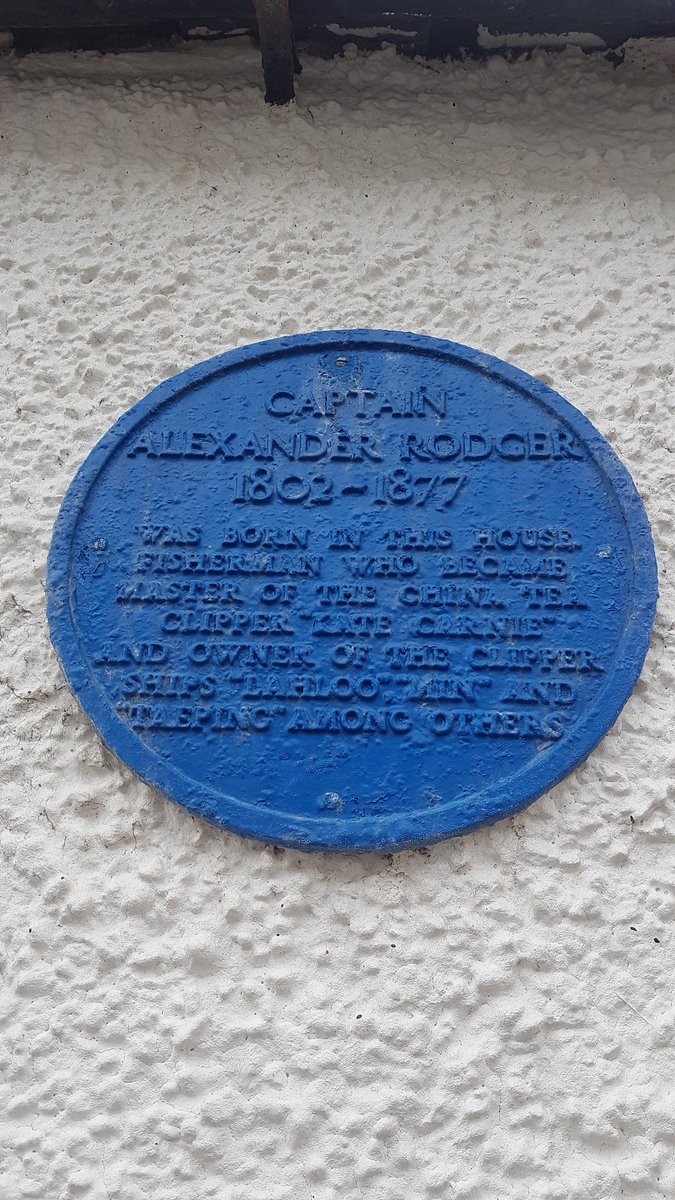 CAPTAIN
ALEXANDER RODGER
1802~1877
WAS BORN IN THIS HOUSE.
FISHERMAN WHO BECAME
MASTER OF THE CHINA TEA
CLIPPER "KATE CARNIE"
AND OWNER OF THE CLIPPER
SHIPS "LAHLOO", "MIN" AND
"TAEPING" AMONG OTHERS